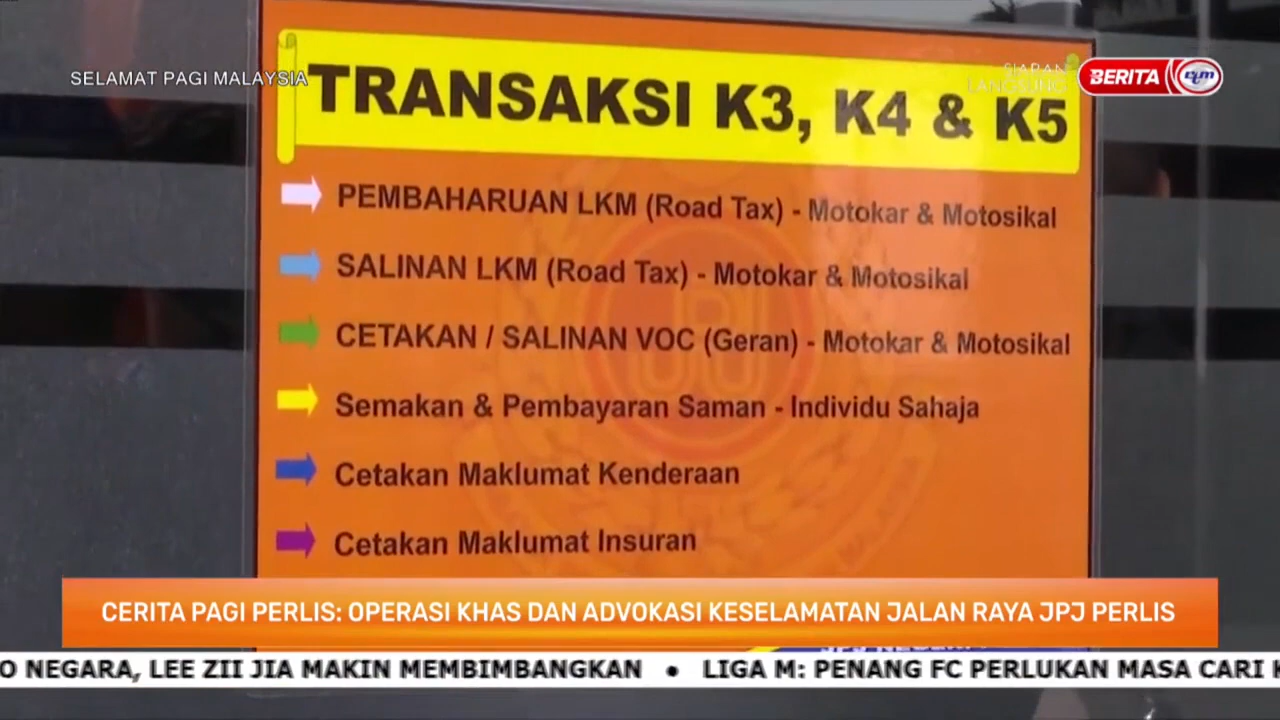 SELAMAT PAGI MALAYSIA
SIARAN
LANGSUNG
BERITA
TRANSAKSI K3, K4 & K5
PEMBAHARUAN LKM (Road Tax) - Motokar & Motosikal
SALINAN LKM (Road Tax) - Motokar & Motosikal
CETAKAN / SALINAN VOC (Geran) - Motokar & Motosikal
Semakan & Pembayaran Saman - Individu Sahaja
Cetakan Maklumat Kenderaan
Cetakan Maklumat Insuran
CERITA PAGI PERLIS: OPERASI KHAS DAN ADVOKASI KESELAMATAN JALAN RAYA JPJ PERLIS
O NEGARA, LEE ZII JIA MAKIN MEMBIMBANGKAN • LIGA M: PENANG FC PERLUKAN MASA CARI